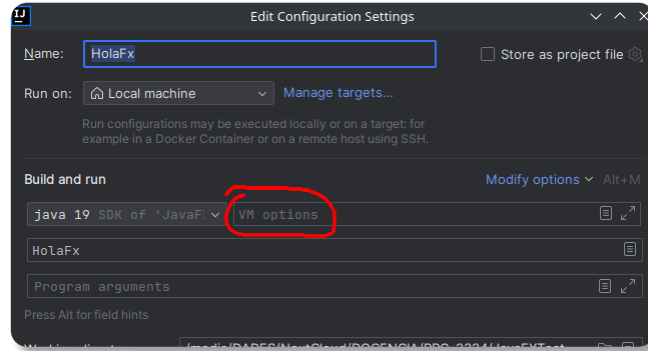 IJ
Edit Configuration Settings
Name: HolaFx Store as project file
Run on: Local machine Manage targets...
Run configurations may be executed locally or on a target: for
example in a Docker Container or on a remote host using SSH.
Build and run Modify options Alt+M
java 19 SDK of 'JavaF: VM options
HolaFx
Program arguments
Press Alt for field hints